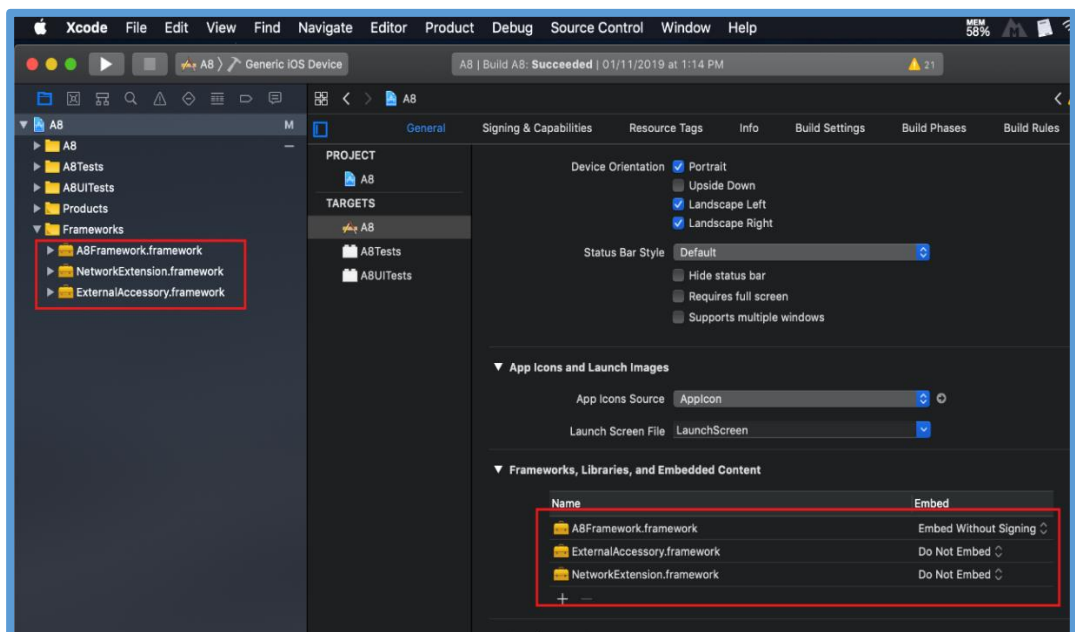 Xcode File Edit View Find Navigate Editor Product Debug Source Control Window Help MEM 58%
A8 Generic iOS Device A8 | Build A8: Succeeded | 01/11/2019 at 1:14 PM 21
A8
A8 M
General Signing & Capabilities Resource Tags Info Build Settings Build Phases Build Rules
A8
A8Tests
A8UITests
Products
Frameworks
A8Framework.framework
NetworkExtension.framework
ExternalAccessory.framework
PROJECT
A8
TARGETS
A8
A8Tests
A8UITests
Device Orientation Portrait
Upside Down
Landscape Left
Landscape Right
Status Bar Style Default
Hide status bar
Requires full screen
Supports multiple windows
App Icons and Launch Images
App Icons Source AppIcon
Launch Screen File LaunchScreen
Frameworks, Libraries, and Embedded Content
Name Embed
A8Framework.framework Embed Without Signing
ExternalAccessory.framework Do Not Embed
NetworkExtension.framework Do Not Embed